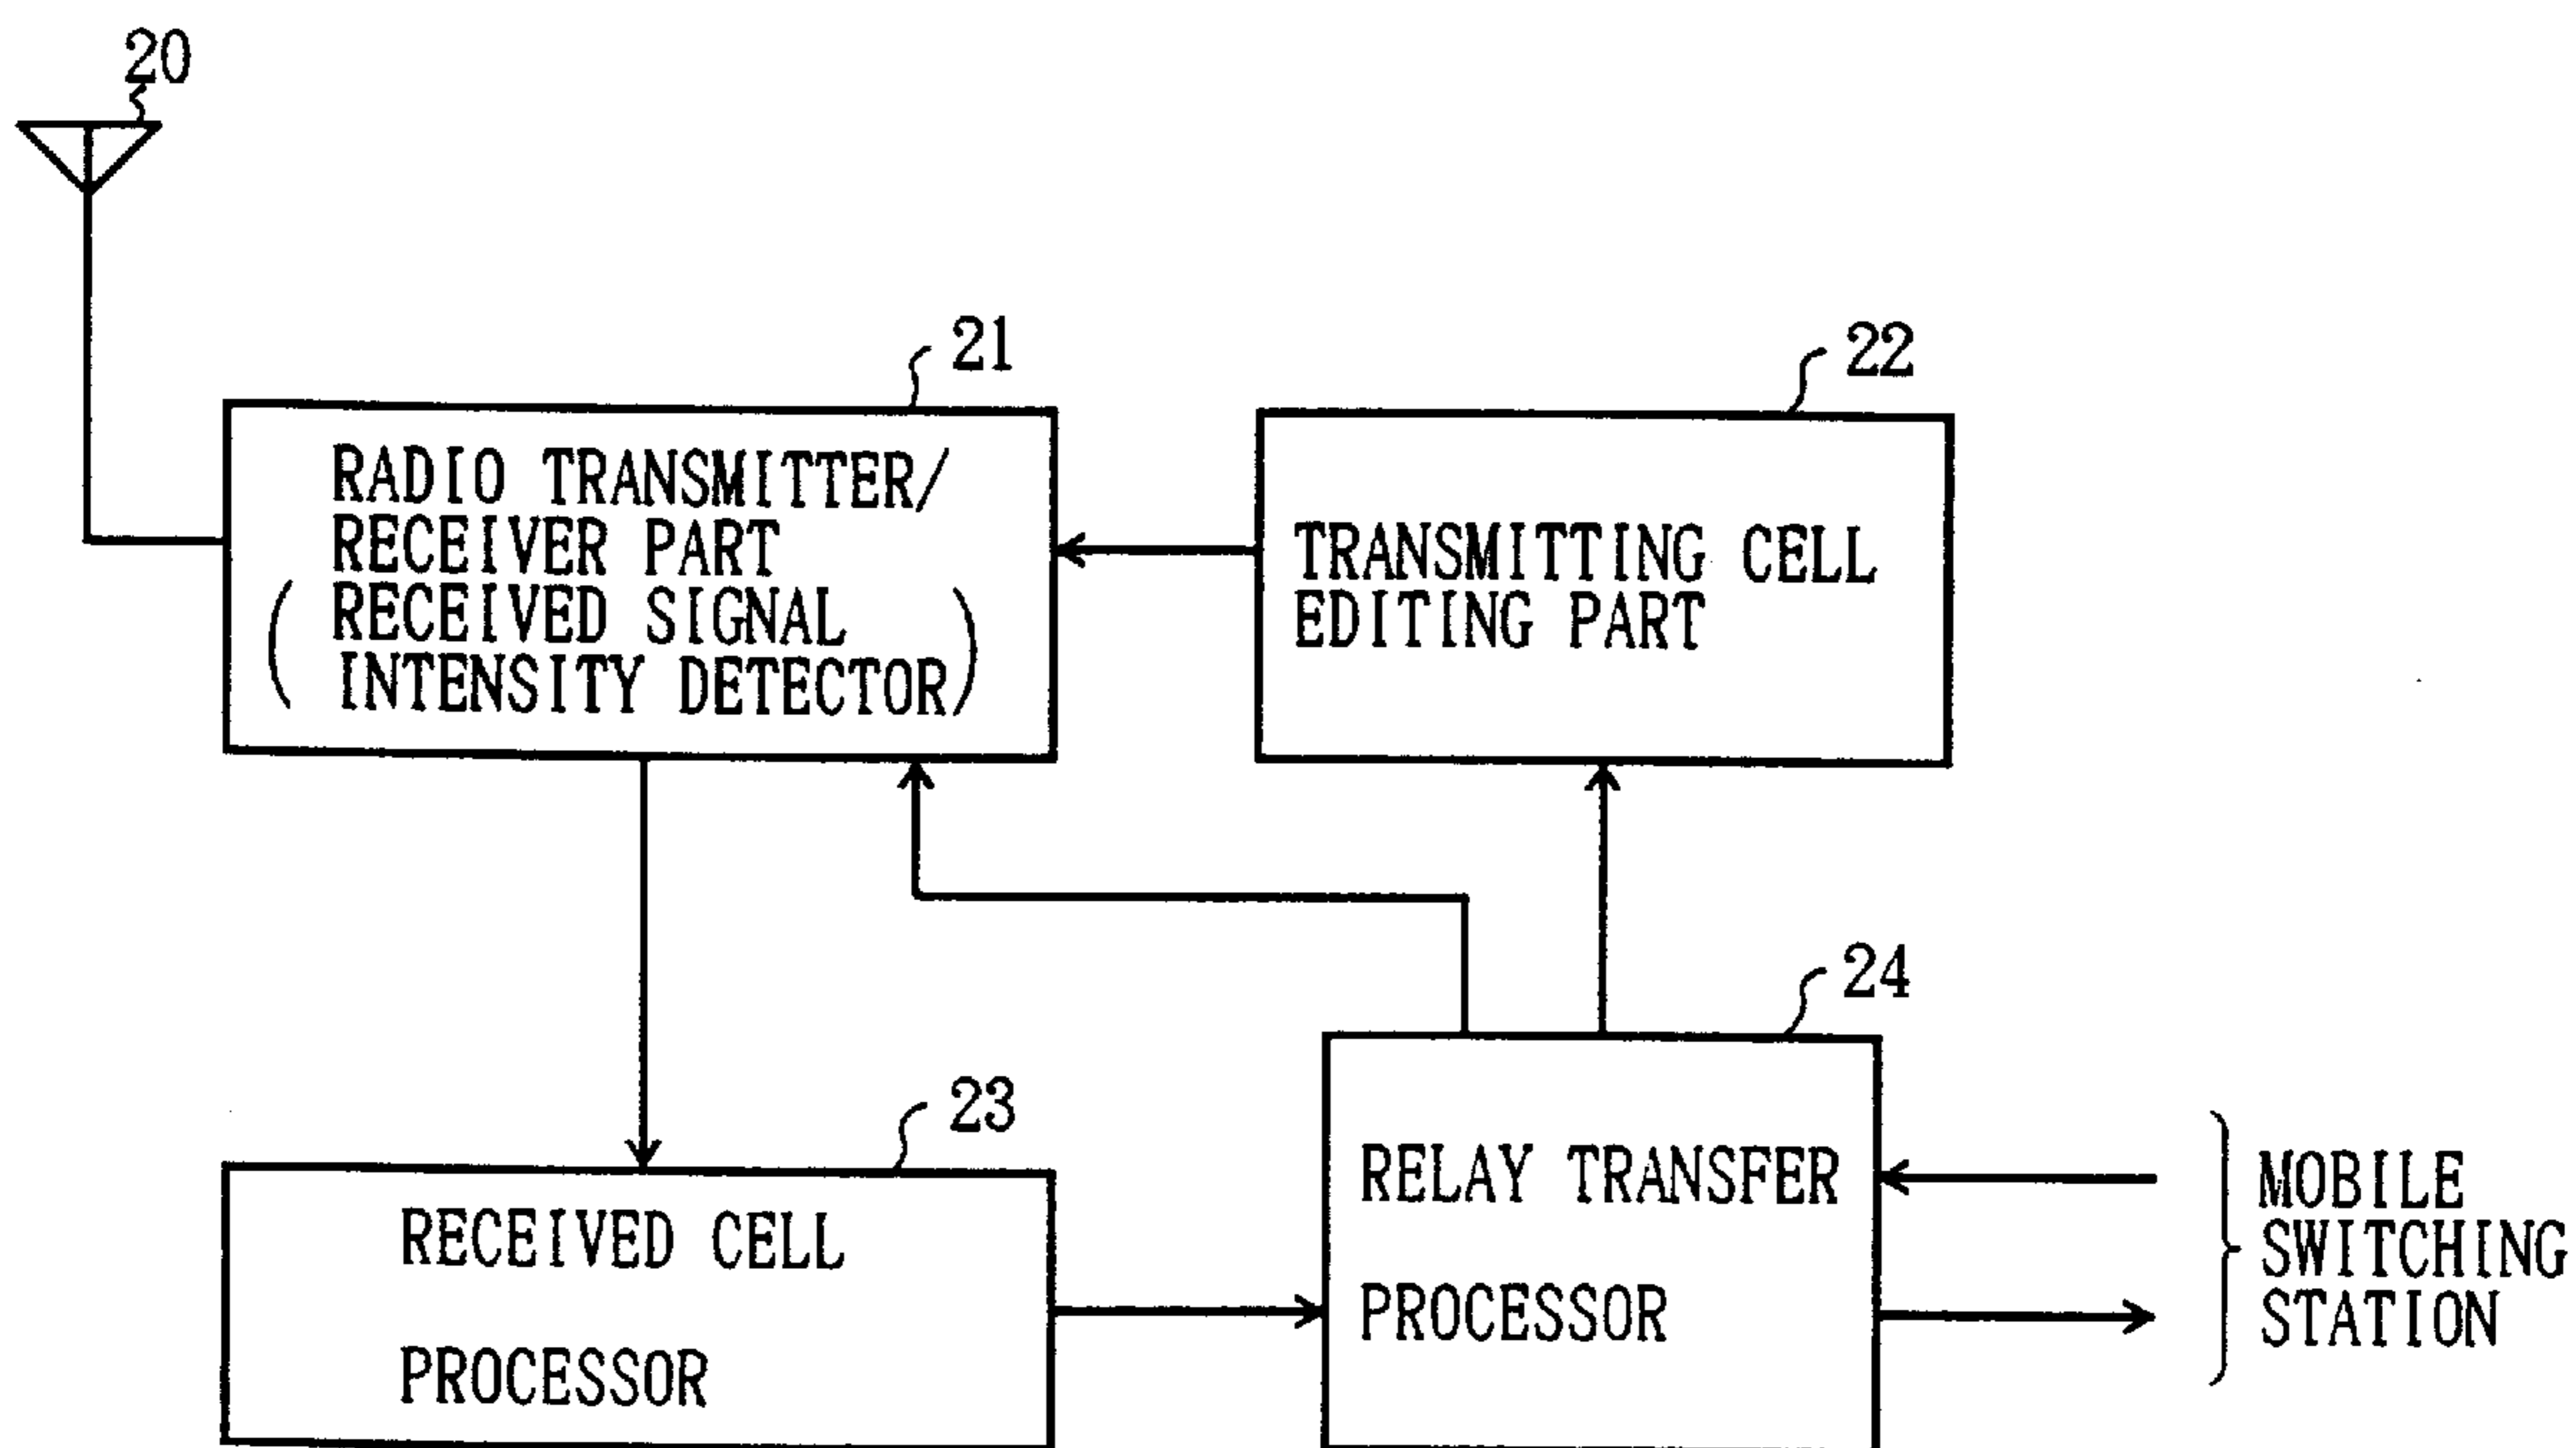 20
21
22
RADIO TRANSMITTER/
RECEIVER PART
(RECEIVED SIGNAL
INTENSITY DETECTOR)
TRANSMITTING CELL
EDITING PART
23
24
RECEIVED CELL
PROCESSOR
RELAY TRANSFER
PROCESSOR
MOBILE
SWITCHING
STATION